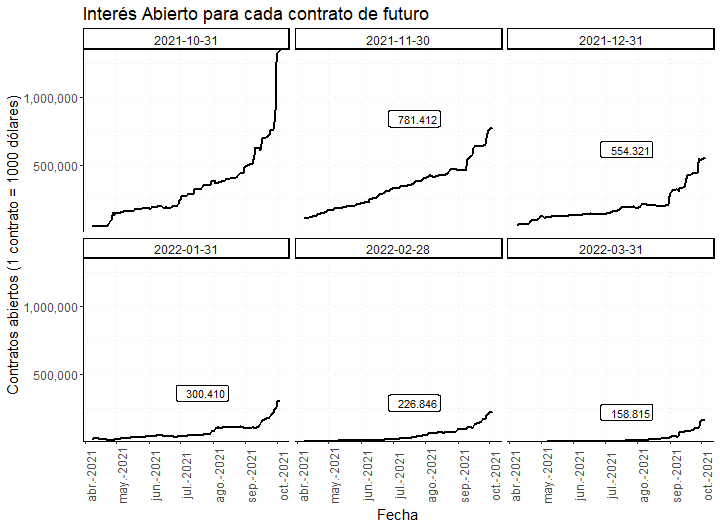 Interés Abierto para cada contrato de futuro
2021-10-31
2021-11-30
2021-12-31
1,000,000
500,000
781.412
554.321
2022-01-31
2022-02-28
2022-03-31
1,000,000
500,000
300.410
226.846
158.815
Contratos abiertos (1 contrato = 1000 dólares)
abr.-2021
may.-2021
jun.-2021
jul.-2021
ago.-2021
sep.-2021
oct.-2021
abr.-2021
may.-2021
jun.-2021
jul.-2021
ago.-2021
sep.-2021
oct.-2021
abr.-2021
may.-2021
jun.-2021
jul.-2021
ago.-2021
sep.-2021
oct.-2021
Fecha